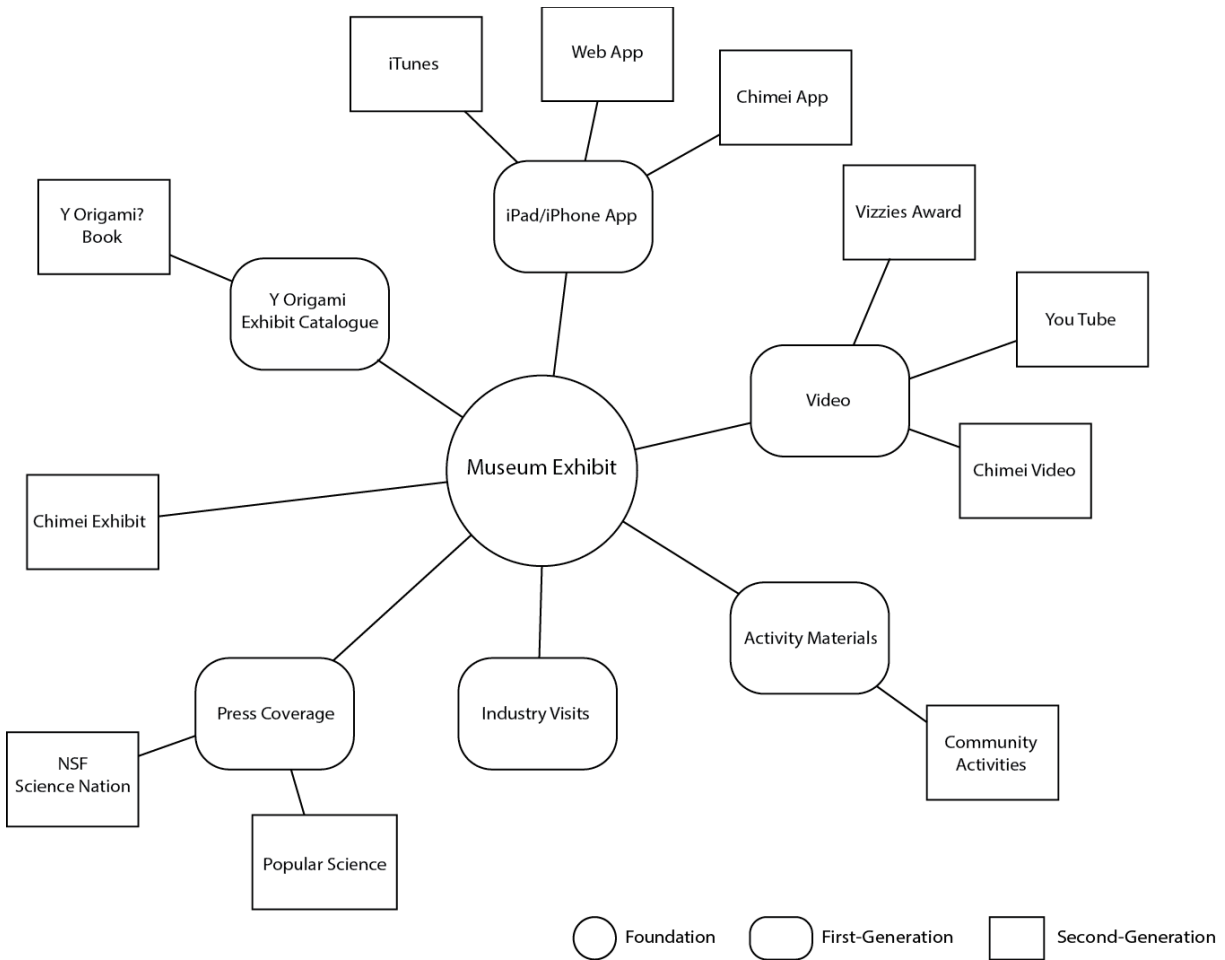 iTunes
Web App
Chimei App
Y Origami?
Book
iPad/iPhone App
Vizzies Award
Y Origami
Exhibit Catalogue
You Tube
Video
Museum Exhibit
Chimei Video
Chimei Exhibit
Activity Materials
Press Coverage
Industry Visits
NSF
Science Nation
Community
Activities
Popular Science
Foundation
First-Generation
Second-Generation